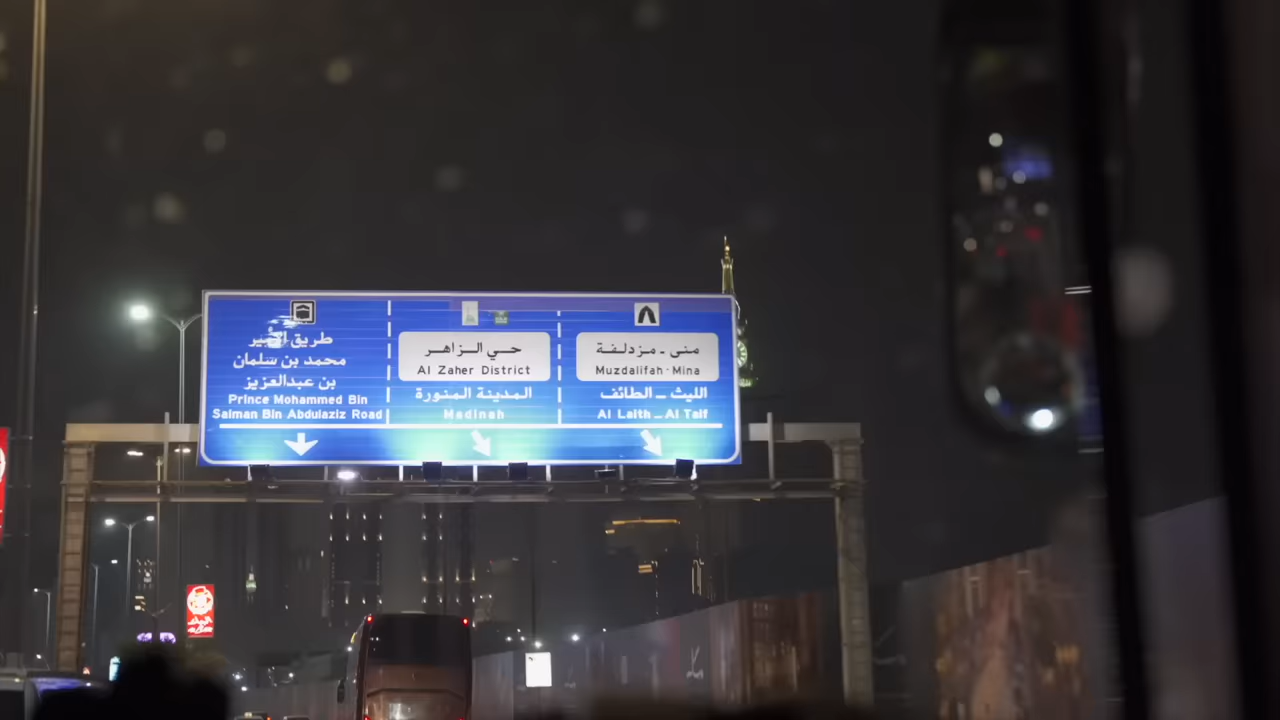 طريق الأمير
محمد بن سلمان
بن عبدالعزيز
Prince Mohammed Bin
Salman Bin Abdulaziz Road
حي الزاهر
Al Zaher District
المدينة المنورة
Madinah
منى - مزدلفة
Muzdalifah - Mina
الليث - الطائف
Al Laith - Al Taif